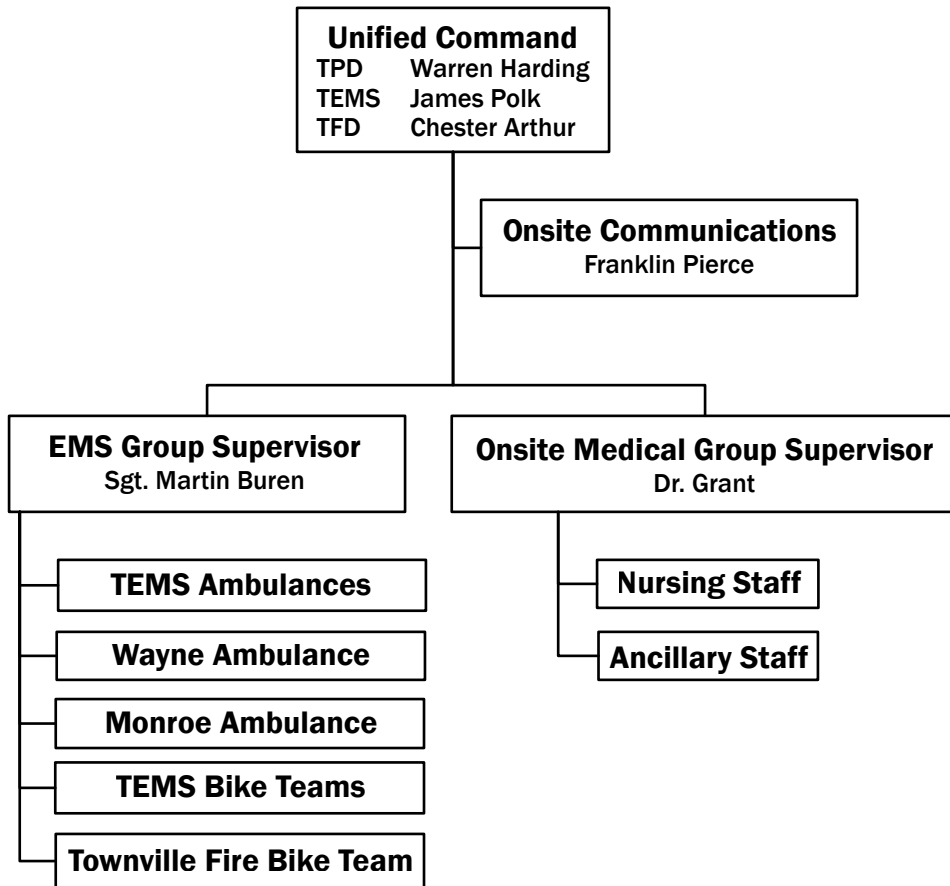 Unified Command
TPD Warren Harding
TEMS James Polk
TFD Chester Arthur
Onsite Communications
Franklin Pierce
EMS Group Supervisor
Sgt. Martin Buren
Onsite Medical Group Supervisor
Dr. Grant
TEMS Ambulances
Wayne Ambulance
Monroe Ambulance
TEMS Bike Teams
Townville Fire Bike Team
Nursing Staff
Ancillary Staff